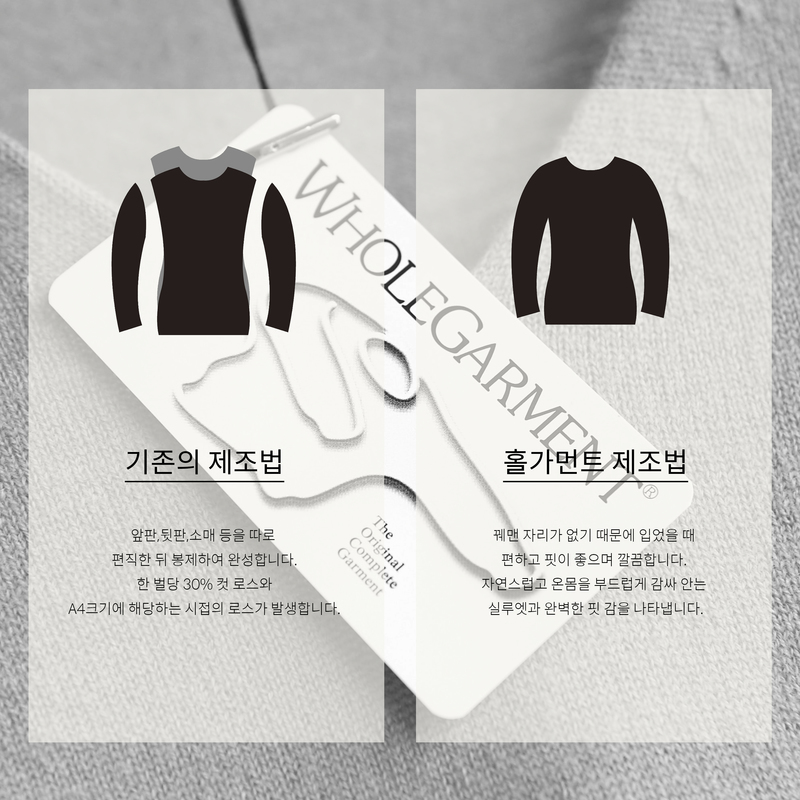 WHOLEGARMENT®
The
Original
Complete
Garment
기존의 제조법
앞판,뒷판,소매 등을 따로
편직한 뒤 봉제하여 완성합니다.
한 벌당 30% 컷 로스와
A4크기에 해당하는 시접의 로스가 발생합니다.
홀가먼트 제조법
꿰맨 자리가 없기 때문에 입었을 때
편하고 핏이 좋으며 깔끔합니다.
자연스럽고 온몸을 부드럽게 감싸 안는
실루엣과 완벽한 핏 감을 나타냅니다.